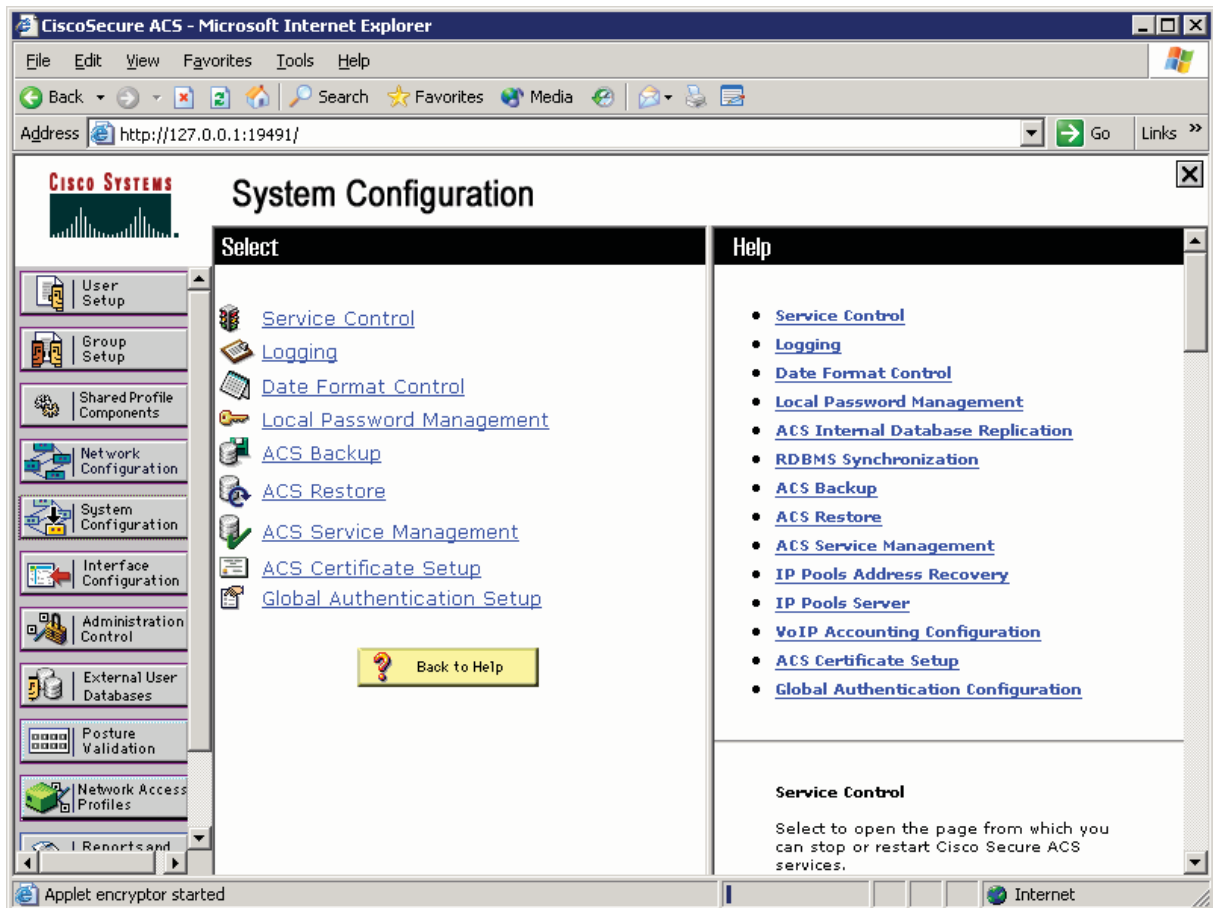 CiscoSecure ACS - Microsoft Internet Explorer
File Edit View Favorites Tools Help
Back Search Favorites Media
Address http://127.0.0.1:19491/ Go Links »
CISCO SYSTEMS
System Configuration
Select
Help
User
Setup
Group
Setup
Shared Profile
Components
Network
Configuration
System
Configuration
Interface
Configuration
Administration
Control
External User
Databases
Posture
Validation
Network Access
Profiles
Reports and
Service Control
Logging
Date Format Control
Local Password Management
ACS Backup
ACS Restore
ACS Service Management
ACS Certificate Setup
Global Authentication Setup
? Back to Help
• Service Control
• Logging
• Date Format Control
• Local Password Management
• ACS Internal Database Replication
• RDBMS Synchronization
• ACS Backup
• ACS Restore
• ACS Service Management
• IP Pools Address Recovery
• IP Pools Server
• VoIP Accounting Configuration
• ACS Certificate Setup
• Global Authentication Configuration
Service Control
Select to open the page from which you
can stop or restart Cisco Secure ACS
services.
Applet encryptor started
Internet